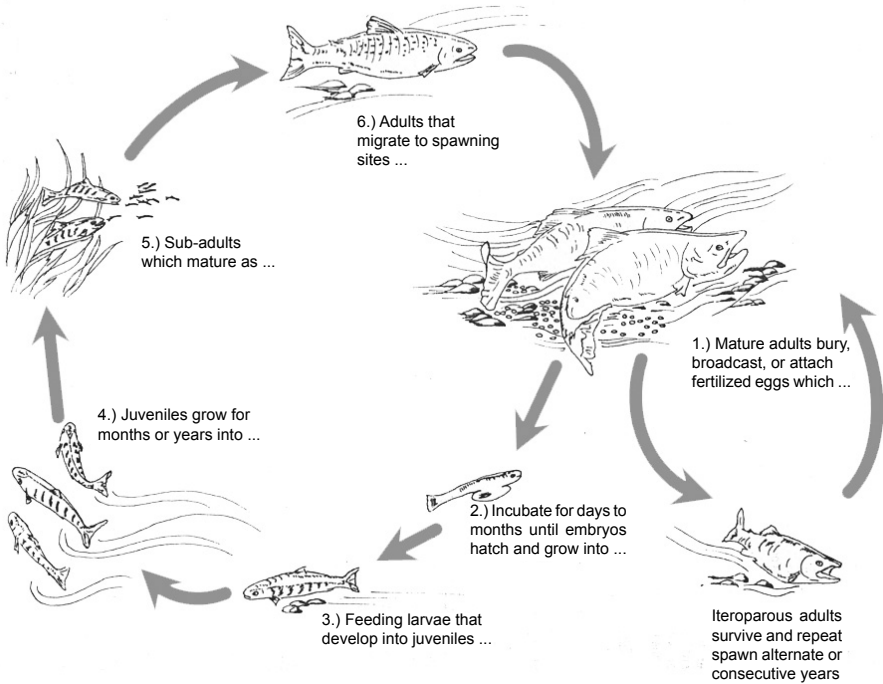 6.) Adults that
migrate to spawning
sites ...
5.) Sub-adults
which mature as ...
1.) Mature adults bury,
broadcast, or attach
fertilized eggs which ...
4.) Juveniles grow for
months or years into ...
2.) Incubate for days to
months until embryos
hatch and grow into ...
3.) Feeding larvae that
develop into juveniles ...
Iteroparous adults
survive and repeat
spawn alternate or
consecutive years